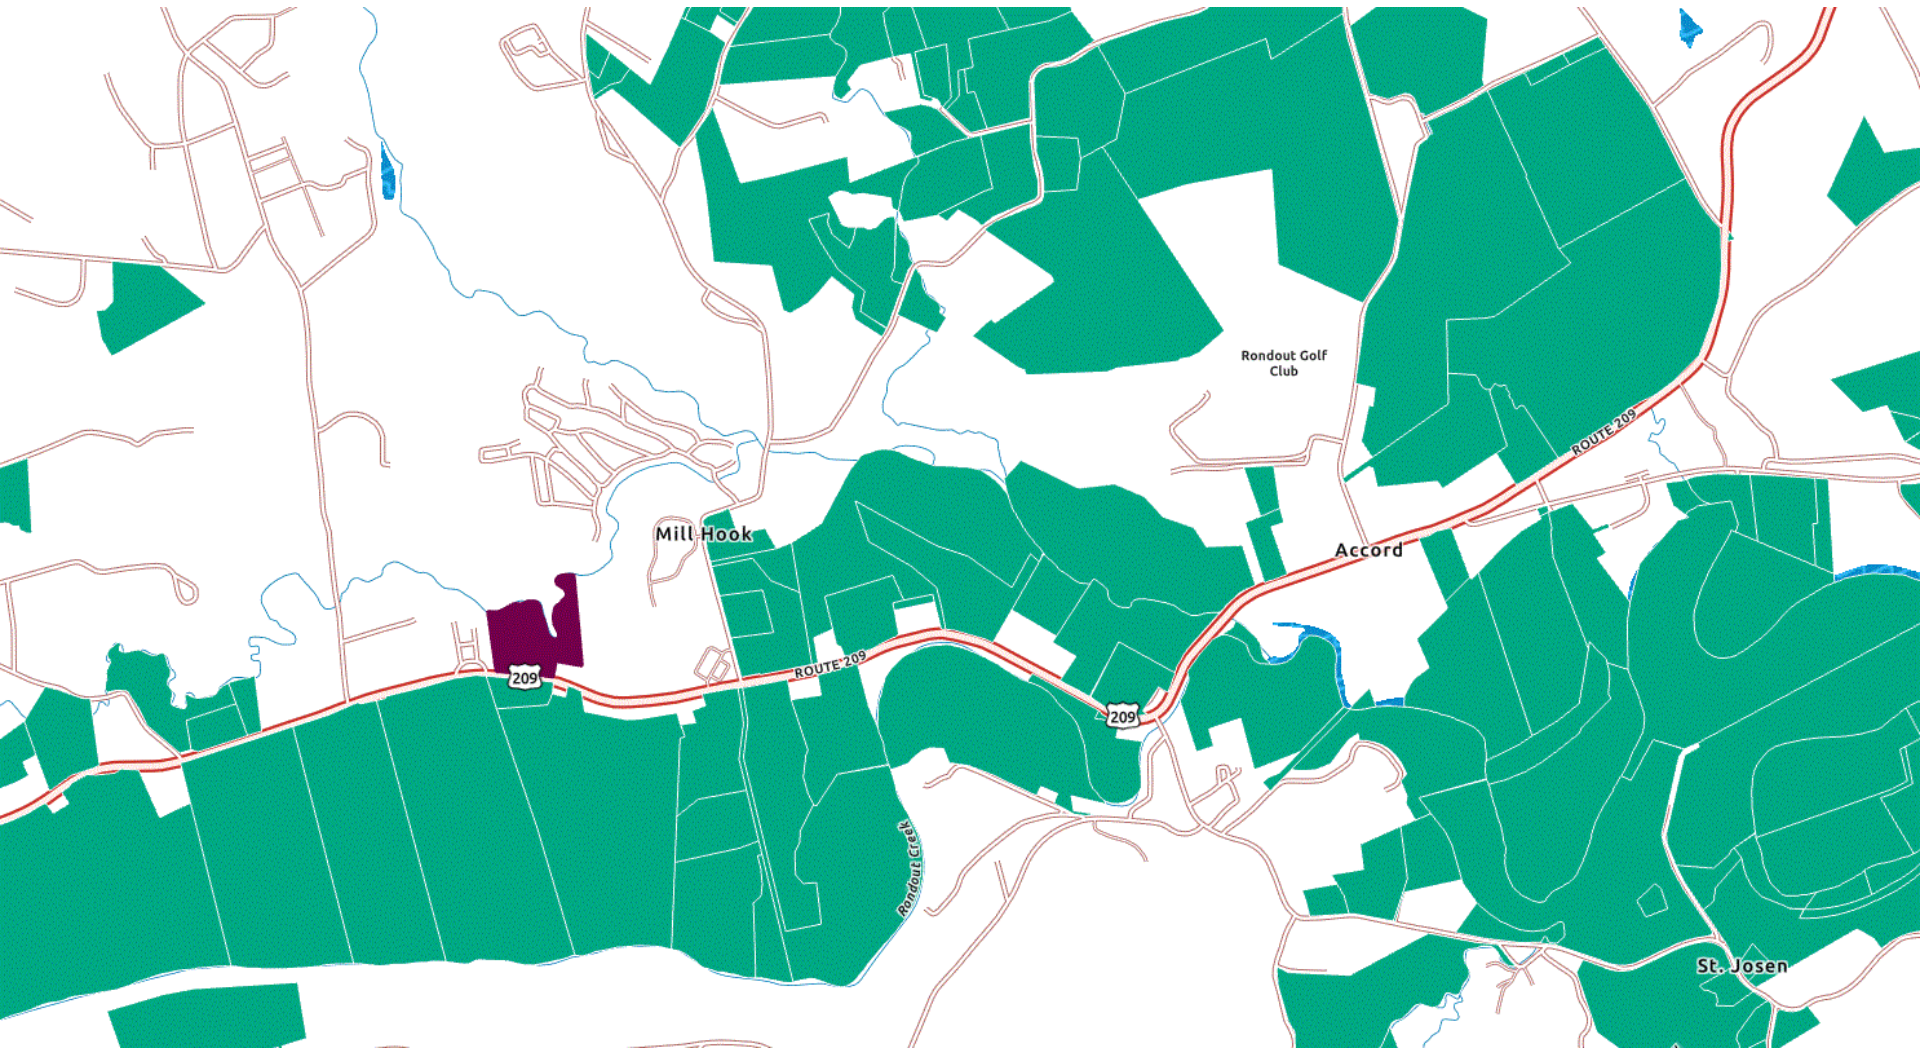 Rondout Golf
Club
ROUTE 209
Mill Hook
Accord
ROUTE 209
209
209
Rondout Creek
St. Josen